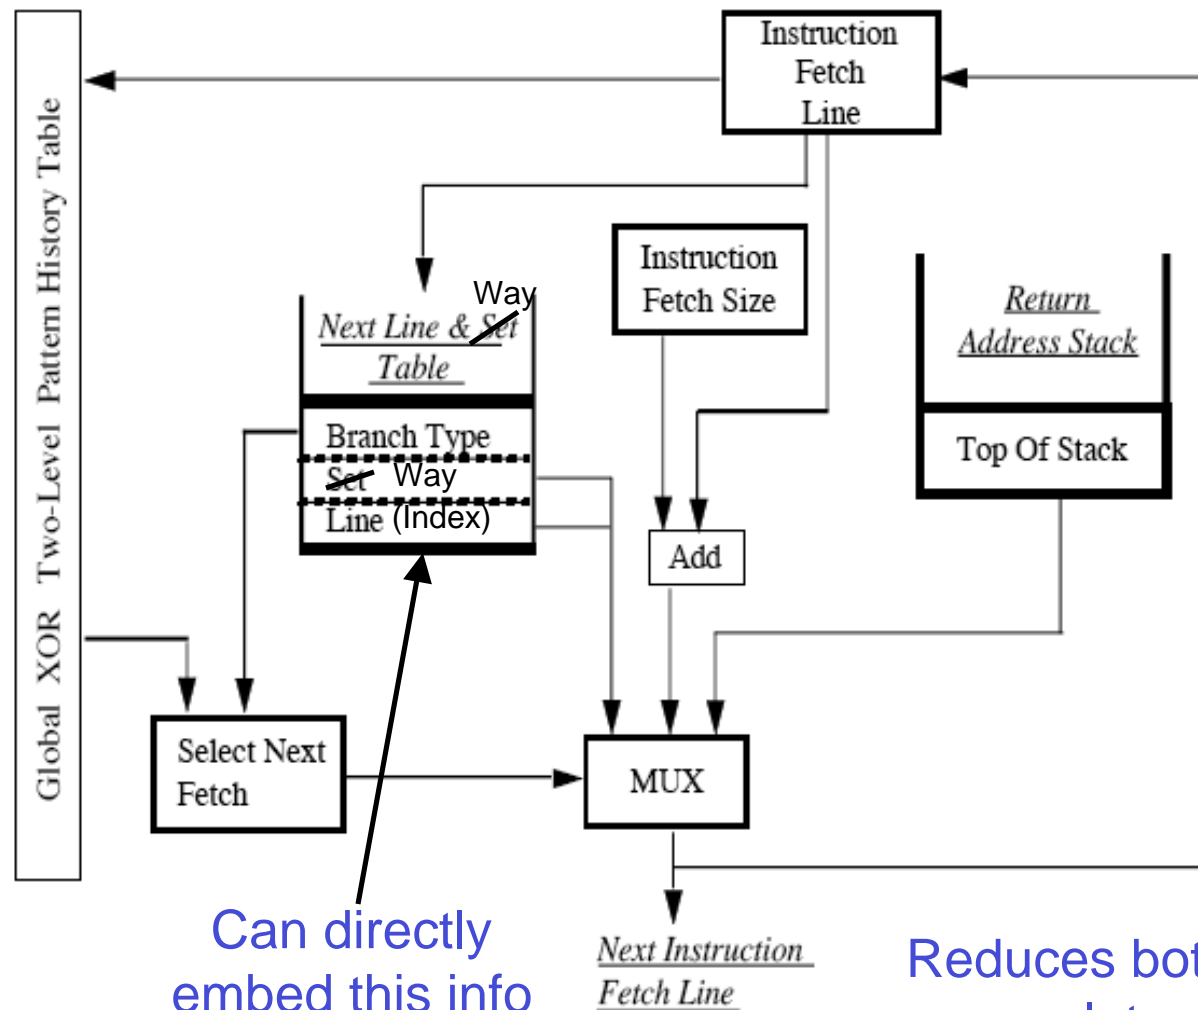 Instruction
Fetch
Line
Global XOR Two-Level Pattern History Table
Way
Next Line & Set
Table
Instruction
Fetch Size
Return
Address Stack
Branch Type
Set Way
Line (Index)
Top Of Stack
Add
Select Next
Fetch
MUX
Can directly
embed this info
Next Instruction
Fetch Line
Reduces bot